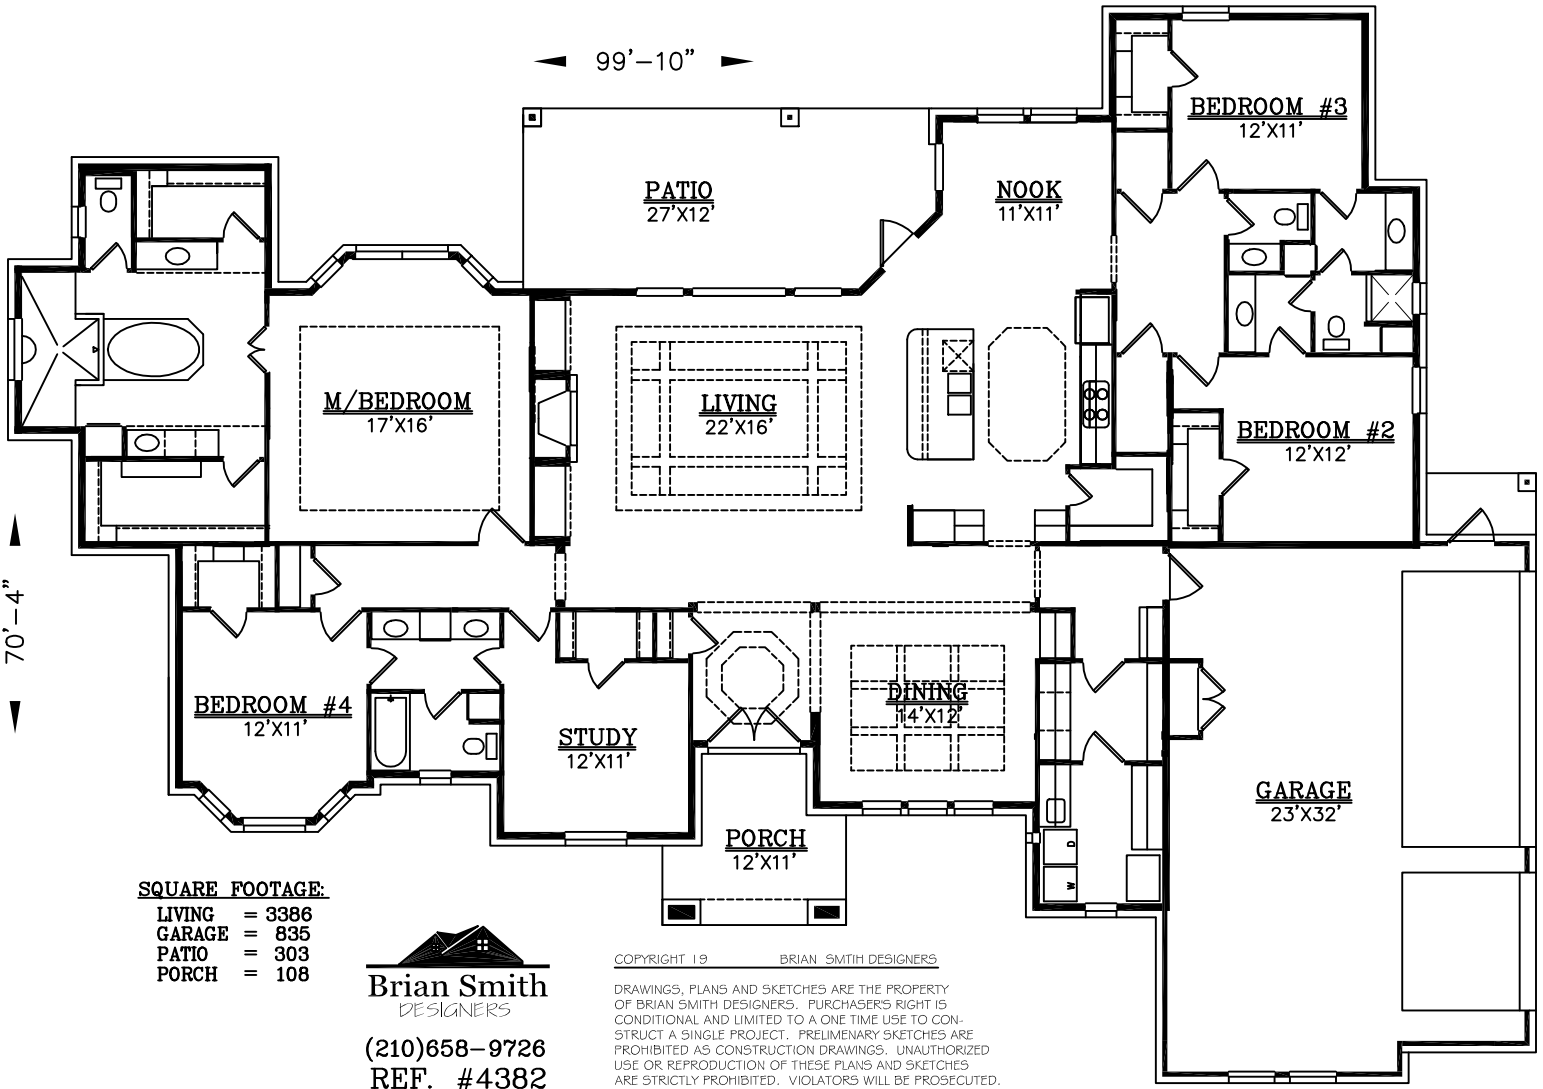 99'-10"
BEDROOM #3
12'X11'
PATIO
27'X12'
NOOK
11'X11'
M/BEDROOM
17'X16'
LIVING
22'X16'
BEDROOM #2
12'X12'
70'-4"
BEDROOM #4
12'X11'
STUDY
12'X11'
DINING
14'X12'
GARAGE
23'X32'
PORCH
12'X11'
D
W
SQUARE FOOTAGE:
LIVING = 3386
GARAGE = 835
PATIO = 303
PORCH = 108
Brian Smith
DESIGNERS
(210)658-9726
REF. #4382
COPYRIGHT 19 BRIAN SMTIH DESIGNERS
DRAWINGS, PLANS AND SKETCHES ARE THE PROPERTY
OF BRIAN SMITH DESIGNERS. PURCHASER'S RIGHT IS
CONDITIONAL AND LIMITED TO A ONE TIME USE TO CON-
STRUCT A SINGLE PROJECT. PRELIMENARY SKETCHES ARE
PROHIBITED AS CONSTRUCTION DRAWINGS. UNAUTHORIZED
USE OR REPRODUCTION OF THESE PLANS AND SKETCHES
ARE STRICTLY PROHIBITED. VIOLATORS WILL BE PROSECUTED.